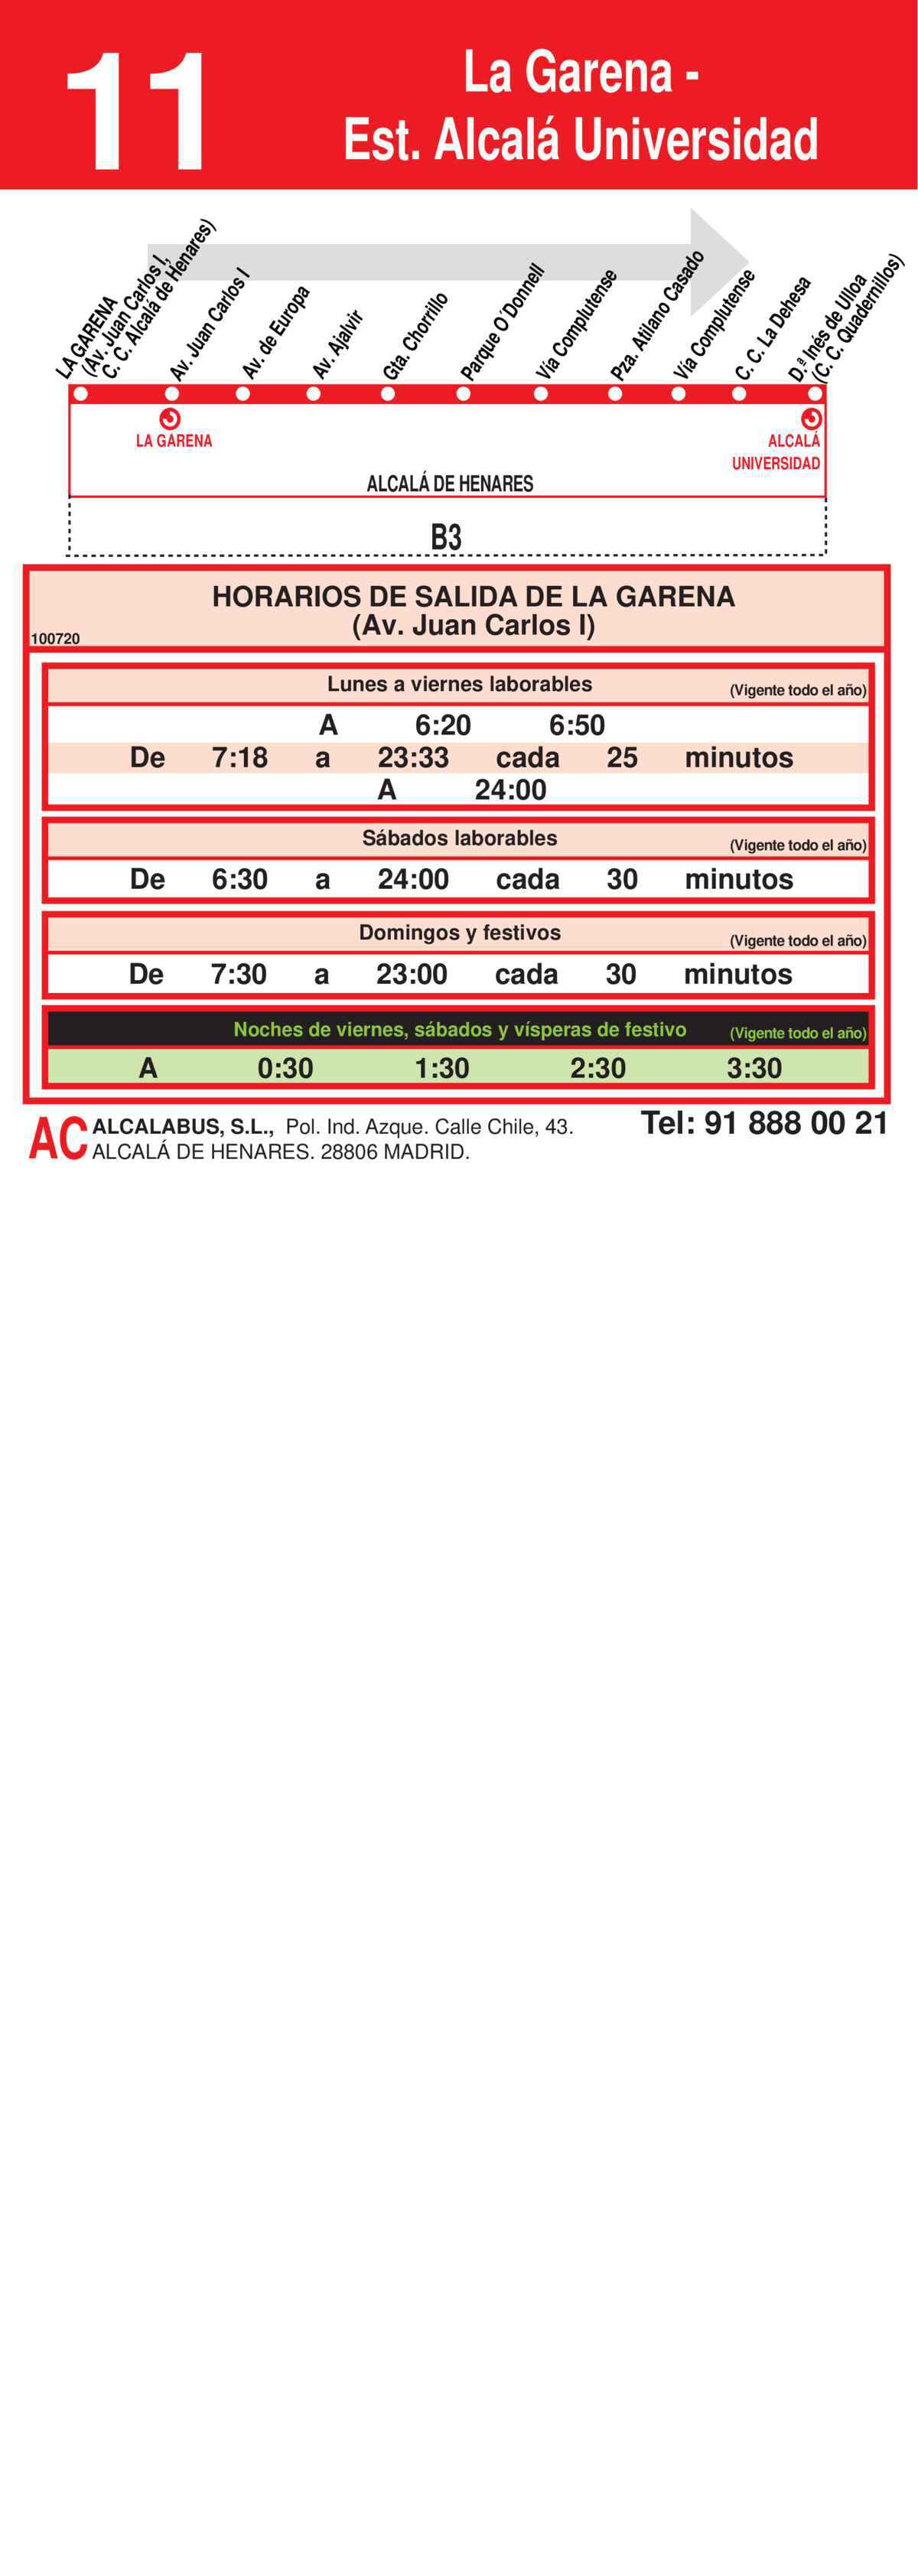 11
La Garena -
Est. Alcalá Universidad
LA GARENA
(Av. Juan Carlos I,
C. C. Alcalá de Henares)
Av. Juan Carlos I
Av. de Europa
Av. Ajalvir
Gta. Chorrillo
Parque O´Donnell
Vía Complutense
Pza. Atilano Casado
Vía Complutense
C. C. La Dehesa
D.ª Inés de Ulloa
(C. C. Quadernillos)
LA GARENA
ALCALÁ
UNIVERSIDAD
ALCALÁ DE HENARES
B3
HORARIOS DE SALIDA DE LA GARENA
(Av. Juan Carlos I)
100720
Lunes a viernes laborables (Vigente todo el año)
A 6:20 6:50
De 7:18 a 23:33 cada 25 minutos
A 24:00
Sábados laborables (Vigente todo el año)
De 6:30 a 24:00 cada 30 minutos
Domingos y festivos (Vigente todo el año)
De 7:30 a 23:00 cada 30 minutos
Noches de viernes, sábados y vísperas de festivo (Vigente todo el año)
A 0:30 1:30 2:30 3:30
AC ALCALABUS, S.L., Pol. Ind. Azque. Calle Chile, 43. Tel: 91 888 00 21
ALCALÁ DE HENARES. 28806 MADRID.